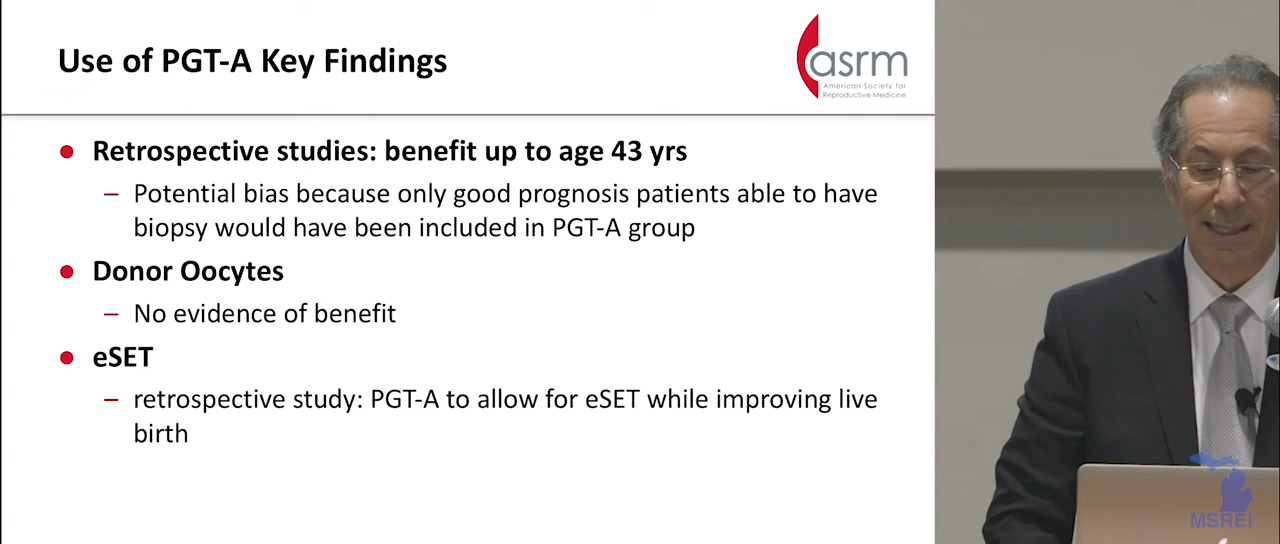 Use of PGT-A Key Findings
asrm
American Society for
Reproductive Medicine
● Retrospective studies: benefit up to age 43 yrs
– Potential bias because only good prognosis patients able to have
biopsy would have been included in PGT-A group
● Donor Oocytes
– No evidence of benefit
● eSET
– retrospective study: PGT-A to allow for eSET while improving live
birth
MSREI